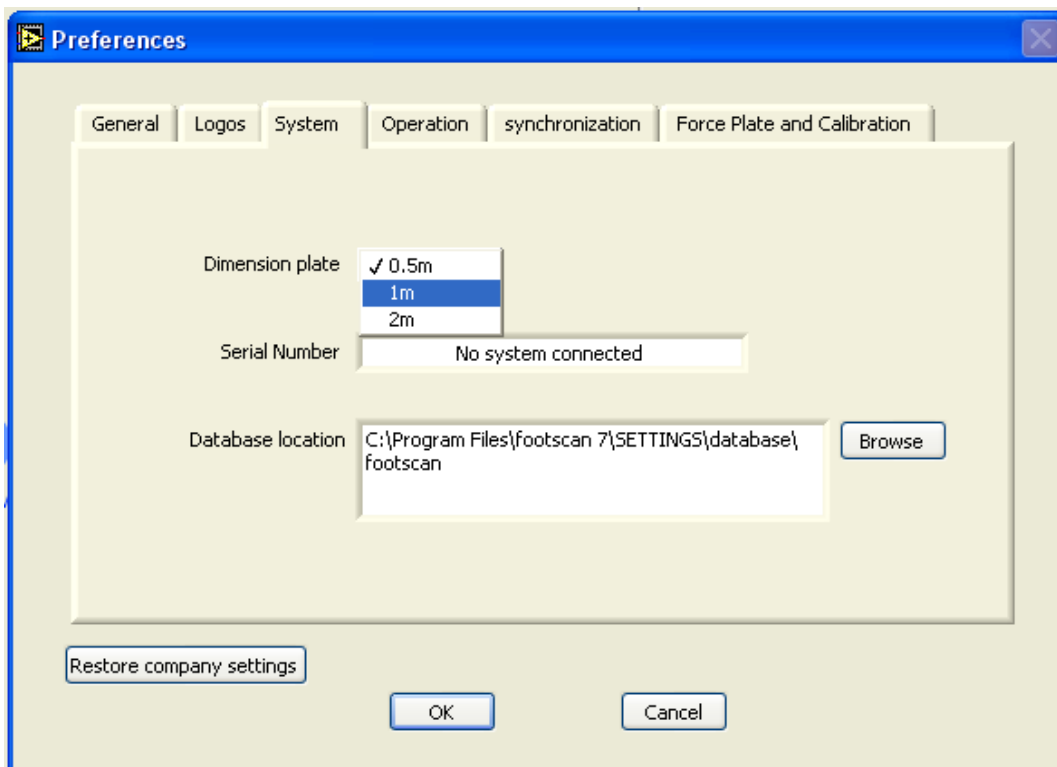 Preferences
General Logos System Operation synchronization Force Plate and Calibration
Dimension plate ✓ 0.5m
1m
2m
Serial Number No system connected
Database location C:\Program Files\footscan 7\SETTINGS\database\
footscan
Browse
Restore company settings
OK Cancel